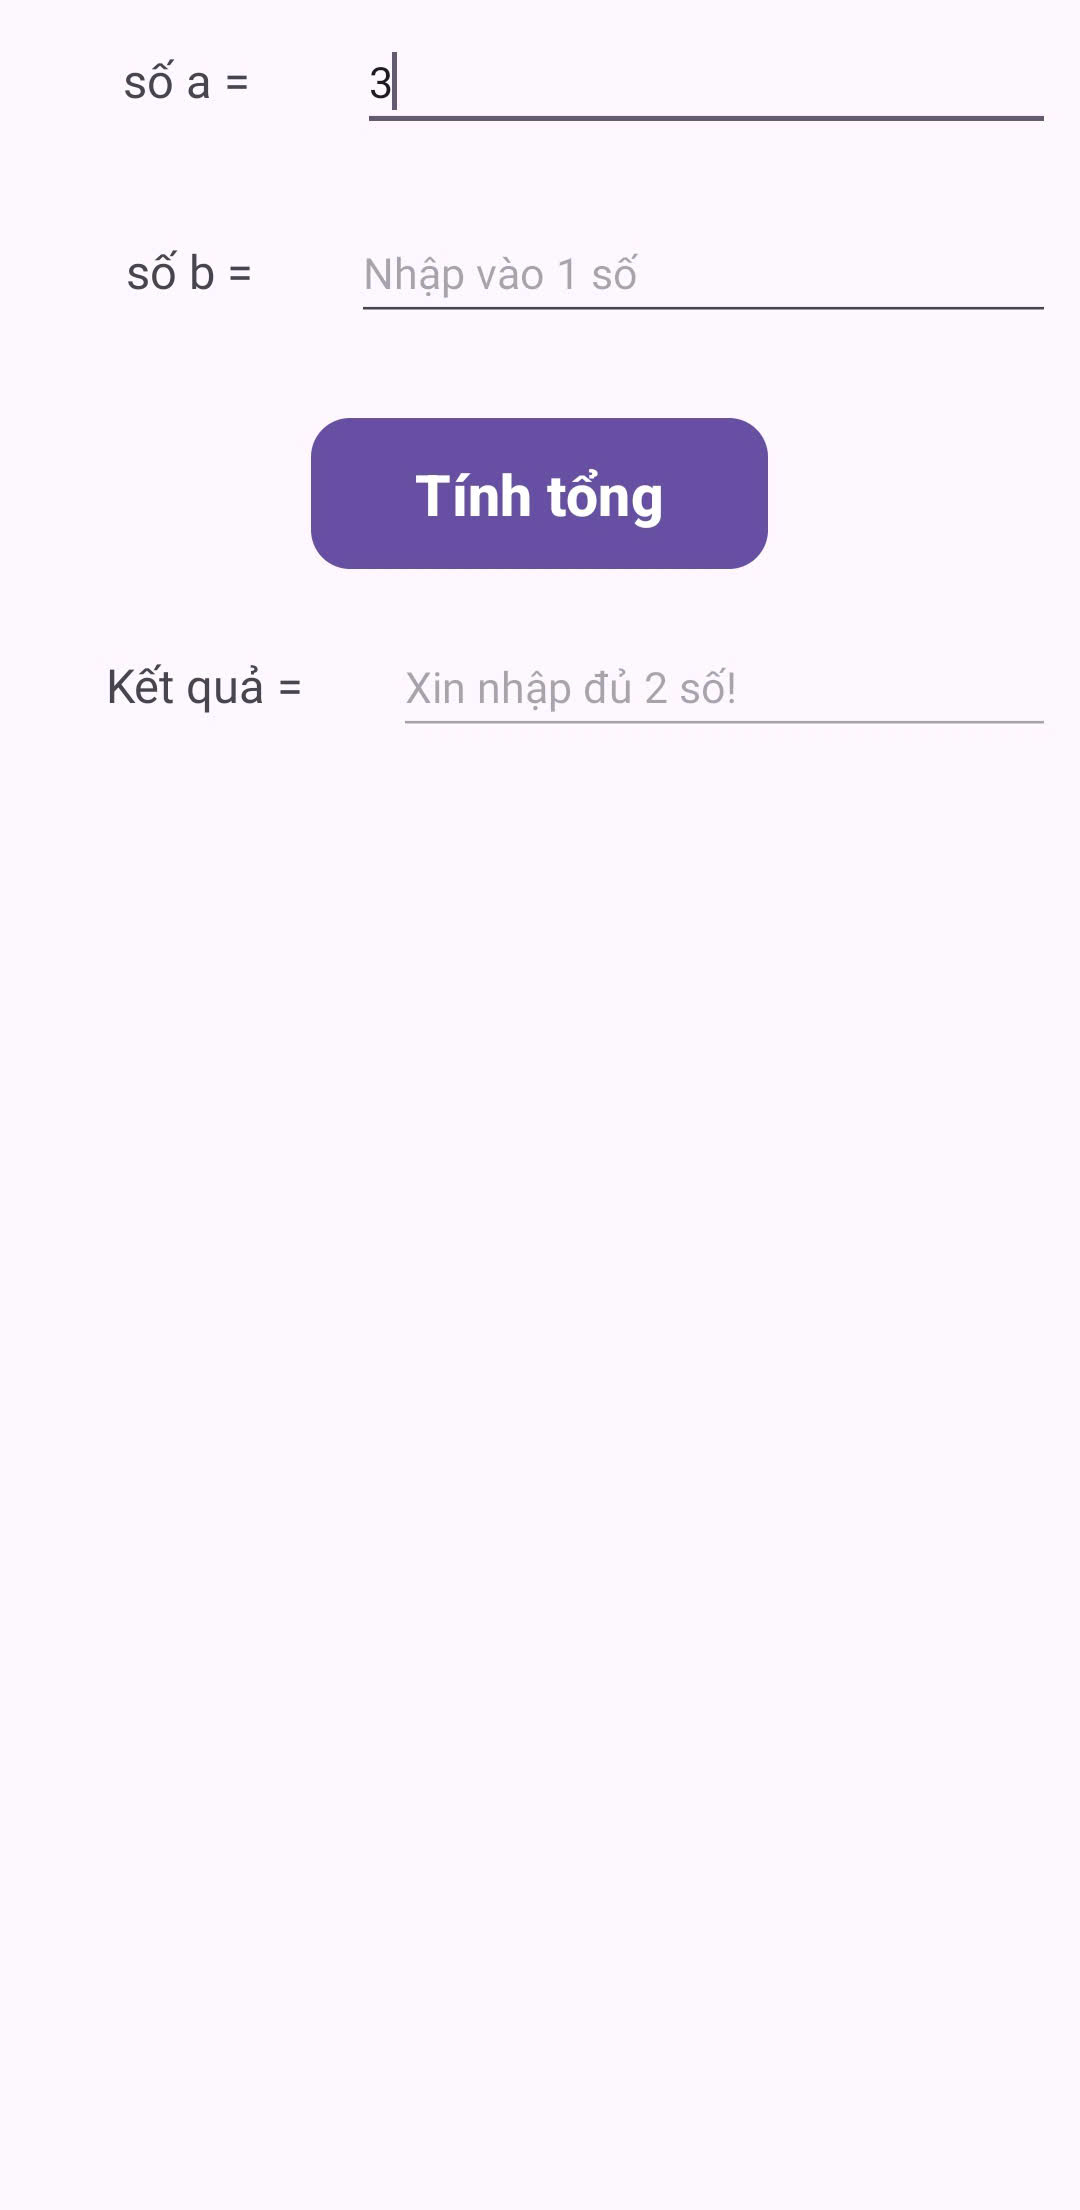 số a = 3
số b = Nhập vào 1 số
Tính tổng
Kết quả = Xin nhập đủ 2 số!